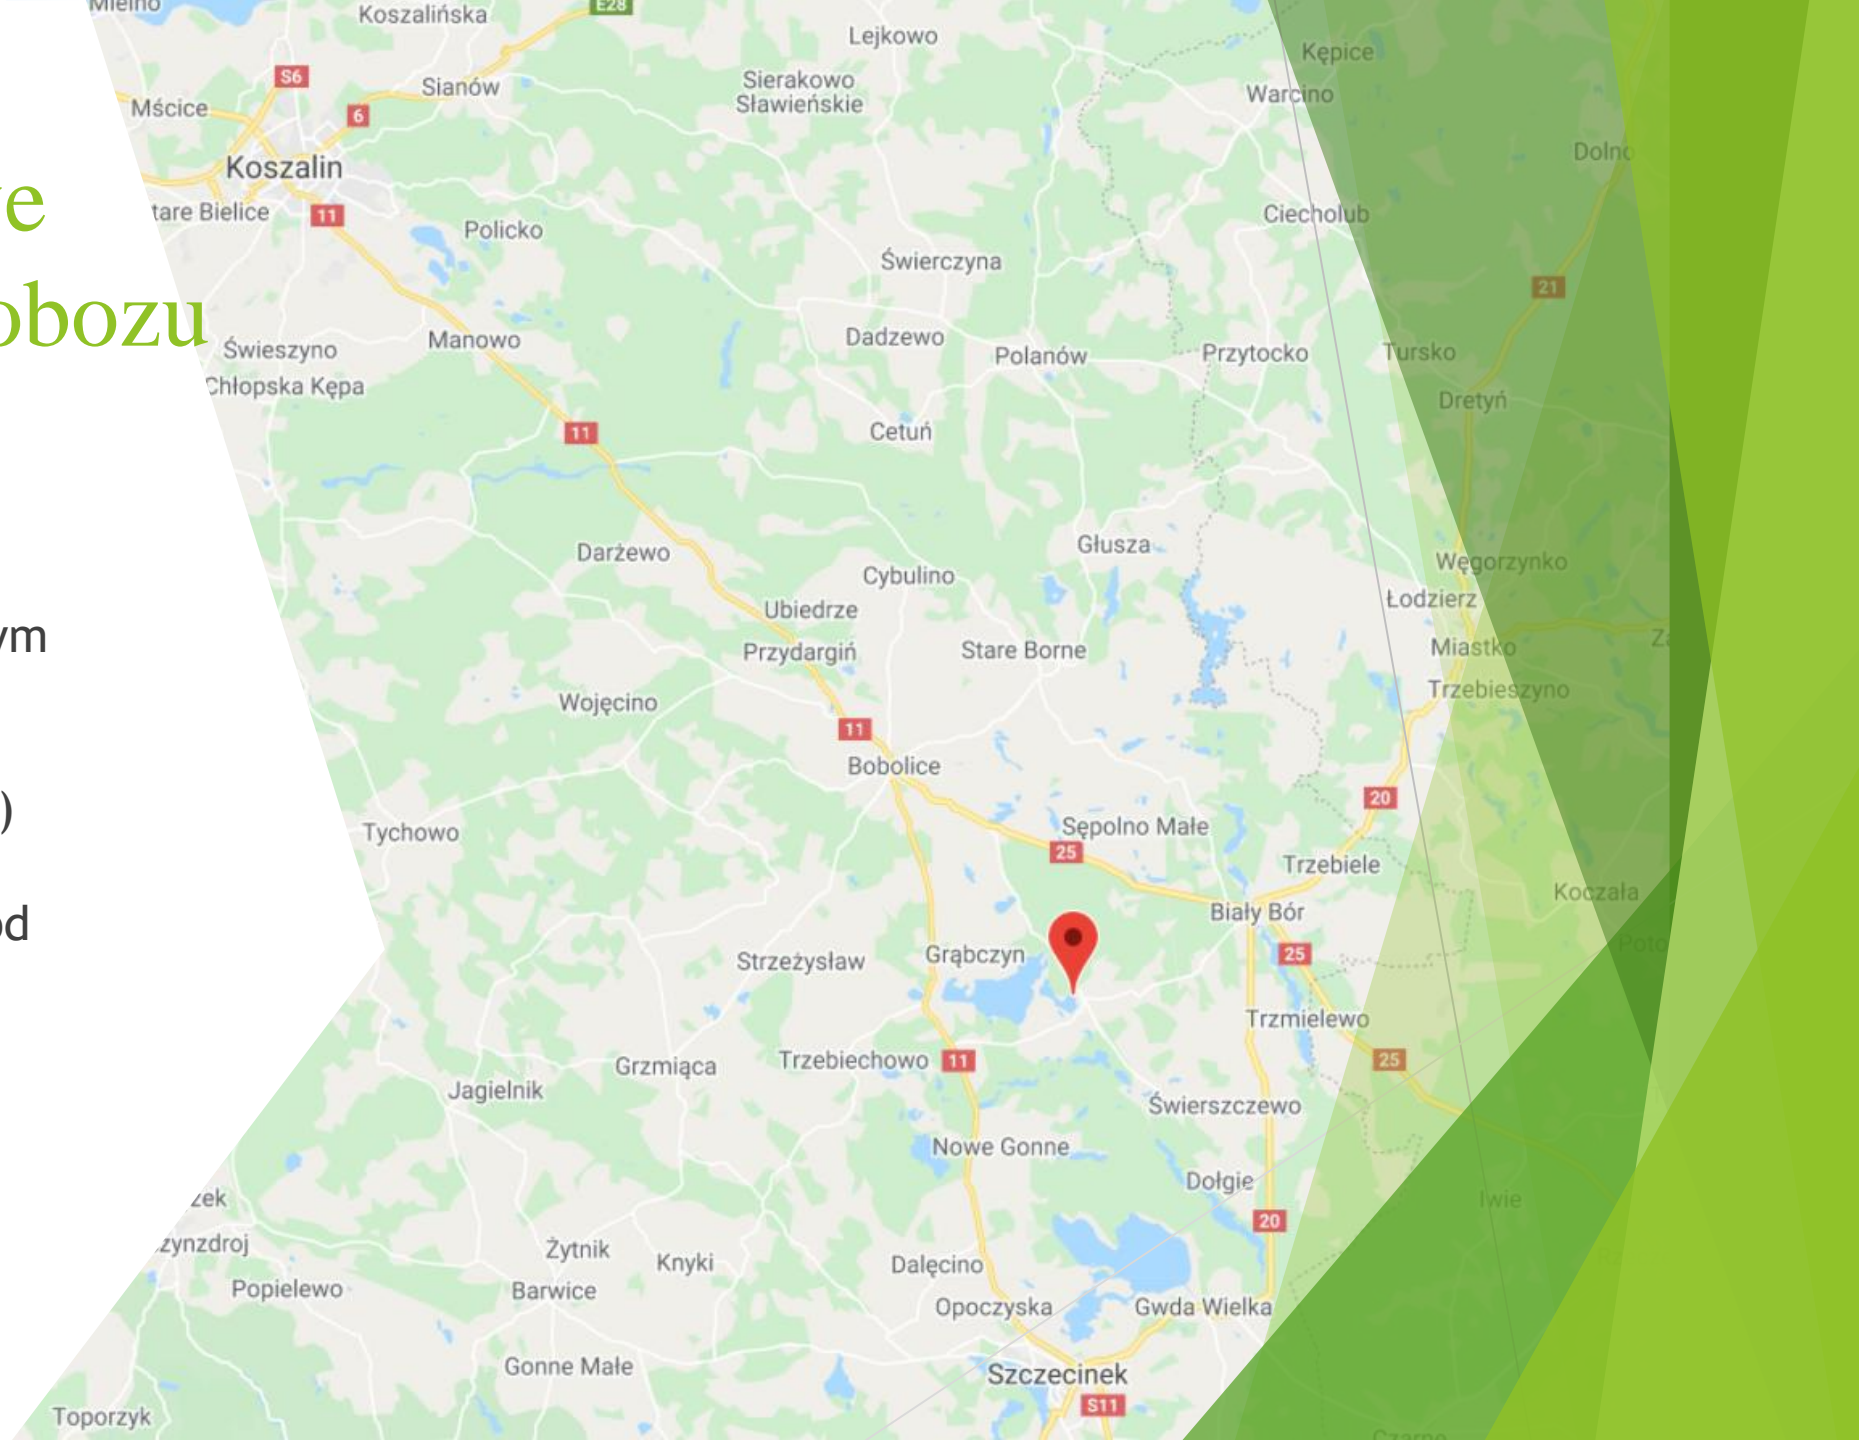 Mielno
Koszalińska
E28
Lejkowo
Kępice
S6
Sianów
Sierakowo
Sławieńskie
Warcino
Mścice
6
Dolno
Koszalin
e
tare Bielice
11
Policko
Ciecholub
Świerczyna
21
obozu
Świeszyno
Manowo
Dadzewo
Polanów
Przytocko
Tursko
Chłopska Kępa
Dretyń
11
Cetuń
Darżewo
Głusza
Węgorzynko
Cybulino
Łodzierz
Ubiedrze
ym
Przydargiń
Stare Borne
Miastko
Wojęcino
Trzebieszyno
11
Bobolice
20
)
Tychowo
Sępolno Małe
25
Trzebiele
Koczała
od
Biały Bór
Strzeżysław
Grąbczyn
25
Trzmielewo
Grzmiąca
Trzebiechowo
11
25
Jagielnik
Świerszczewo
Nowe Gonne
Dołgie
zek
Iwie
20
zynzdroj
Żytnik
Knyki
Dalęcino
Popielewo
Barwice
Opoczyska
Gwda Wielka
Gonne Małe
Szczecinek
S11
Toporzyk
Czarne